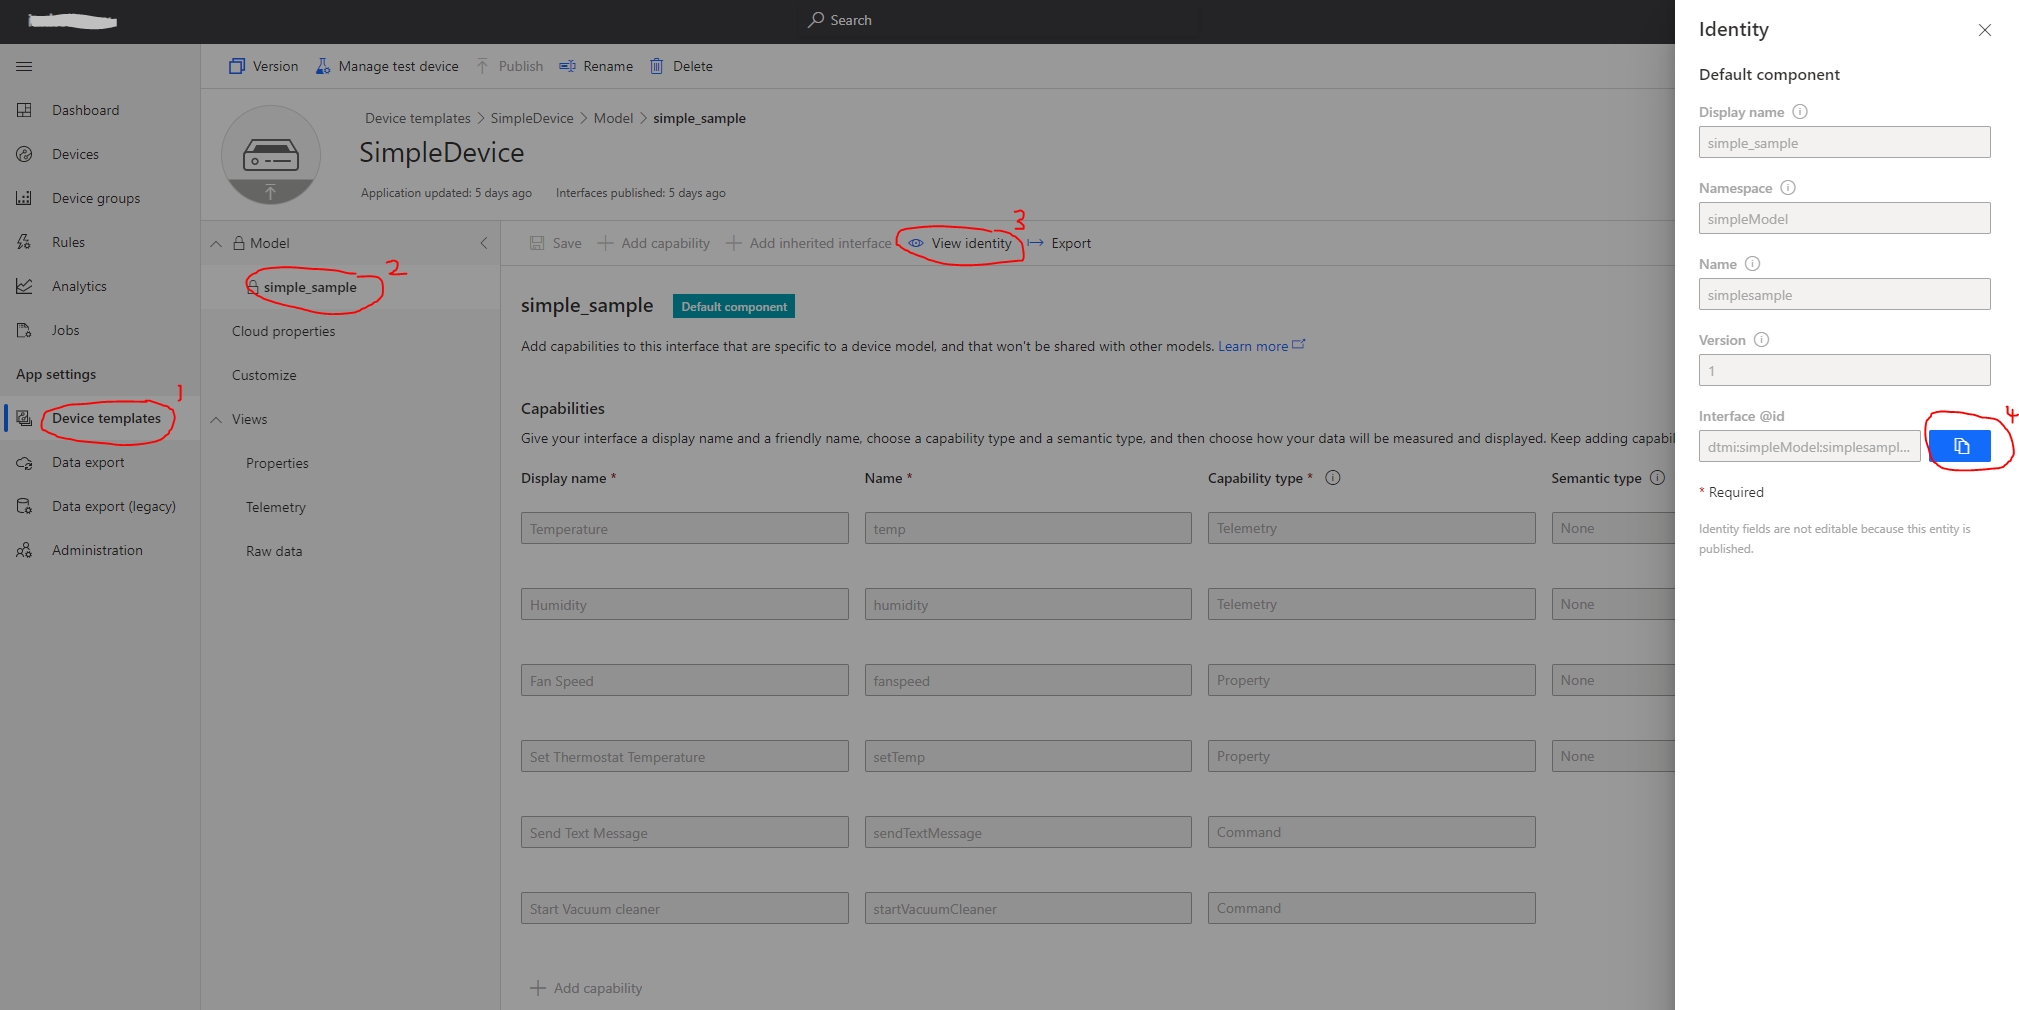 Search
Version
Manage test device
Publish
Rename
Delete
Dashboard
Devices
Device groups
Rules
Analytics
Jobs
App settings
Device templates
1
Data export
Data export (legacy)
Administration
Device templates > SimpleDevice > Model > simple_sample
SimpleDevice
Application updated: 5 days ago
Interfaces published: 5 days ago
Model
simple_sample
2
Cloud properties
Customize
Views
Properties
Telemetry
Raw data
Save
Add capability
Add inherited interface
View identity
3
Export
simple_sample
Default component
Add capabilities to this interface that are specific to a device model, and that won't be shared with other models. Learn more
Capabilities
Give your interface a display name and a friendly name, choose a capability type and a semantic type, and then choose how your data will be measured and displayed. Keep adding capabil
Display name * Name * Capability type * Semantic type
Temperature temp Telemetry None
Humidity humidity Telemetry None
Fan Speed fanspeed Property None
Set Thermostat Temperature setTemp Property None
Send Text Message sendTextMessage Command
Start Vacuum cleaner startVacuumCleaner Command
Add capability
Identity
Default component
Display name
simple_sample
Namespace
simpleModel
Name
simplesample
Version
1
Interface @id
dtmi:simpleModel:simplesampl...
4
* Required
Identity fields are not editable because this entity is
published.